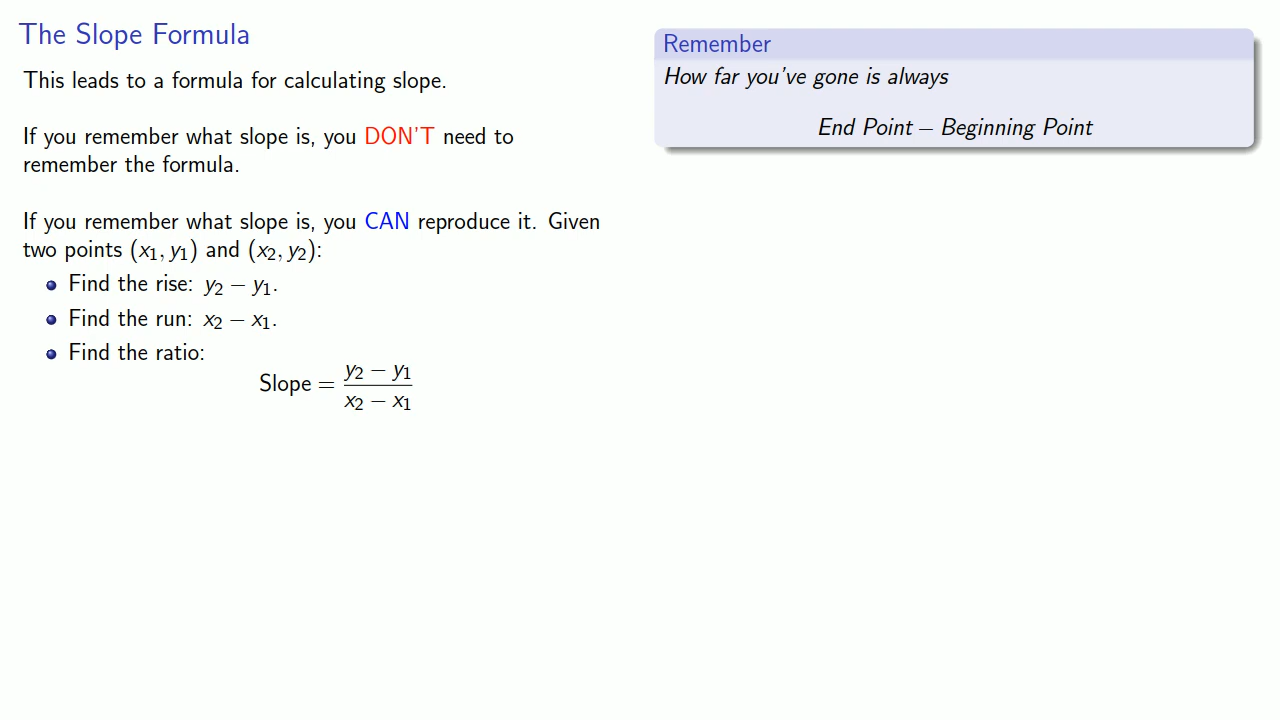 The Slope Formula
This leads to a formula for calculating slope.
If you remember what slope is, you DON'T need to
remember the formula.
If you remember what slope is, you CAN reproduce it. Given
two points (x₁, y₁) and (x₂, y₂):
Find the rise: y₂ − y₁.
Find the run: x₂ − x₁.
Find the ratio:
Slope = (y₂ − y₁)/(x₂ − x₁)
Remember
How far you've gone is always
End Point − Beginning Point